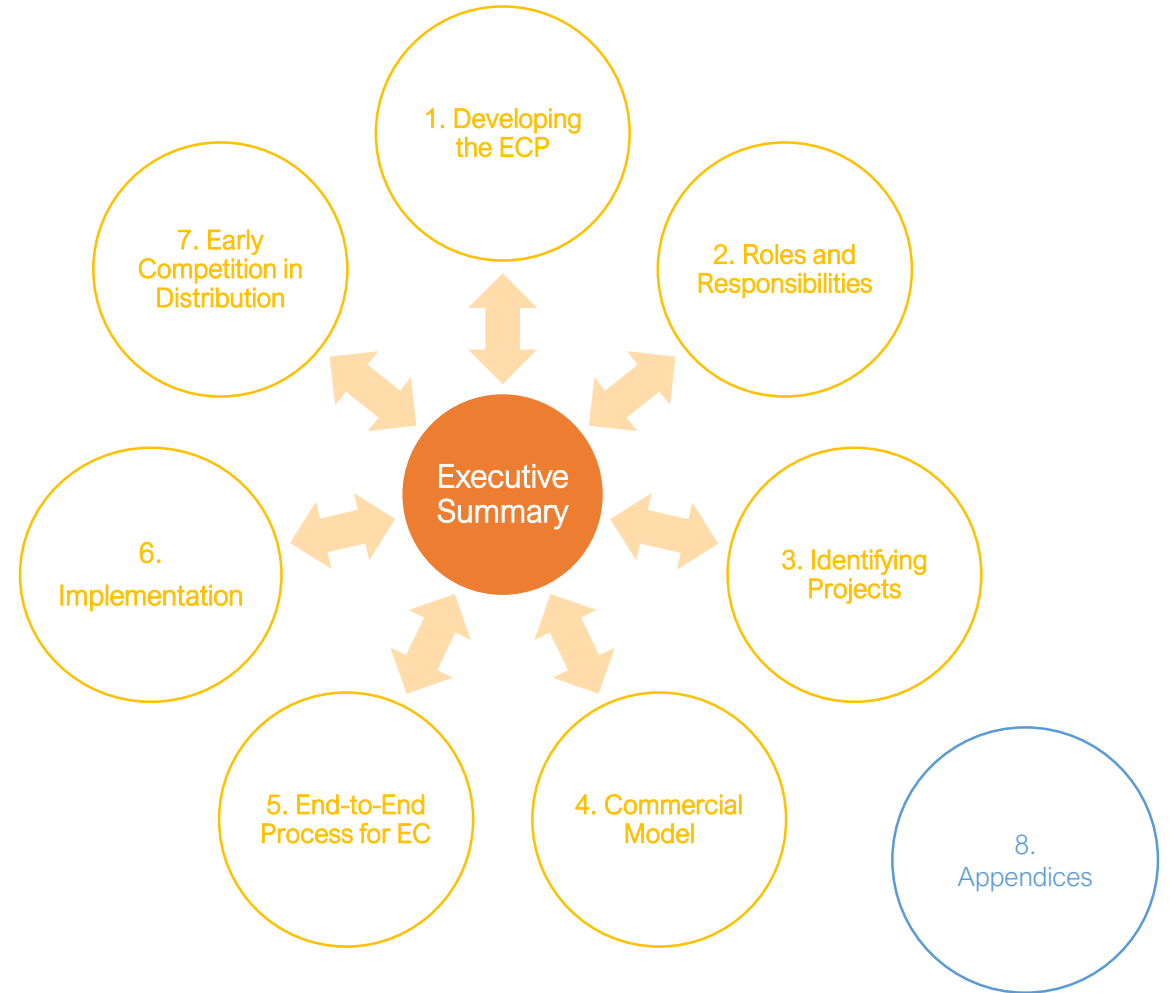 1. Developing
the ECP
7. Early
Competition in
Distribution
2. Roles and
Responsibilities
Executive
Summary
6.
Implementation
3. Identifying
Projects
5. End-to-End
Process for EC
4. Commercial
Model
8.
Appendices